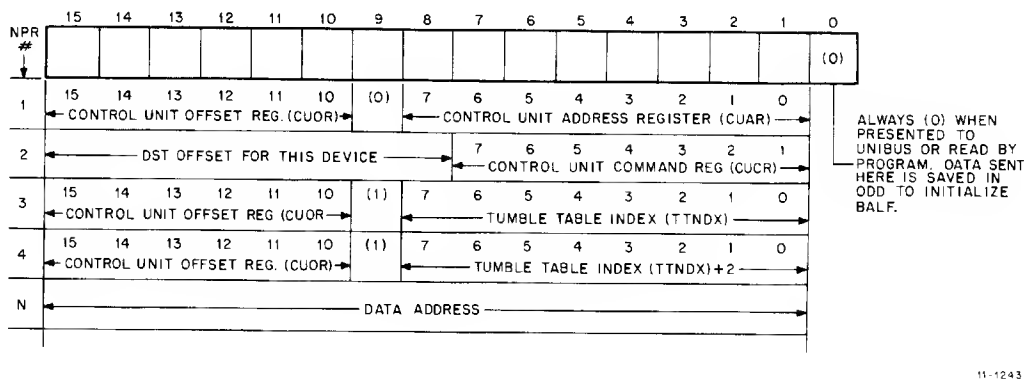 15 14 13 12 11 10 9 8 7 6 5 4 3 2 1 0
NPR
#
(0)
15 14 13 12 11 10 (0) 7 6 5 4 3 2 1 0
1 CONTROL UNIT OFFSET REG. (CUOR) CONTROL UNIT ADDRESS REGISTER (CUAR)
7 6 5 4 3 2 1
2 DST OFFSET FOR THIS DEVICE CONTROL UNIT COMMAND REG (CUCR)
15 14 13 12 11 10 (1) 7 6 5 4 3 2 1 0
3 CONTROL UNIT OFFSET REG (CUOR TUMBLE TABLE INDEX (TTNDX)
15 14 13 12 11 10 (1) 7 6 5 4 3 2 1 0
4 CONTROL UNIT OFFSET REG. (CUOR) TUMBLE TABLE INDEX (TTNDX)+2
N DATA ADDRESS
ALWAYS (0) WHEN
PRESENTED TO
UNIBUS OR READ BY
PROGRAM, DATA SENT
HERE IS SAVED IN
ODD TO INITIALIZE
BALF.
11-1243